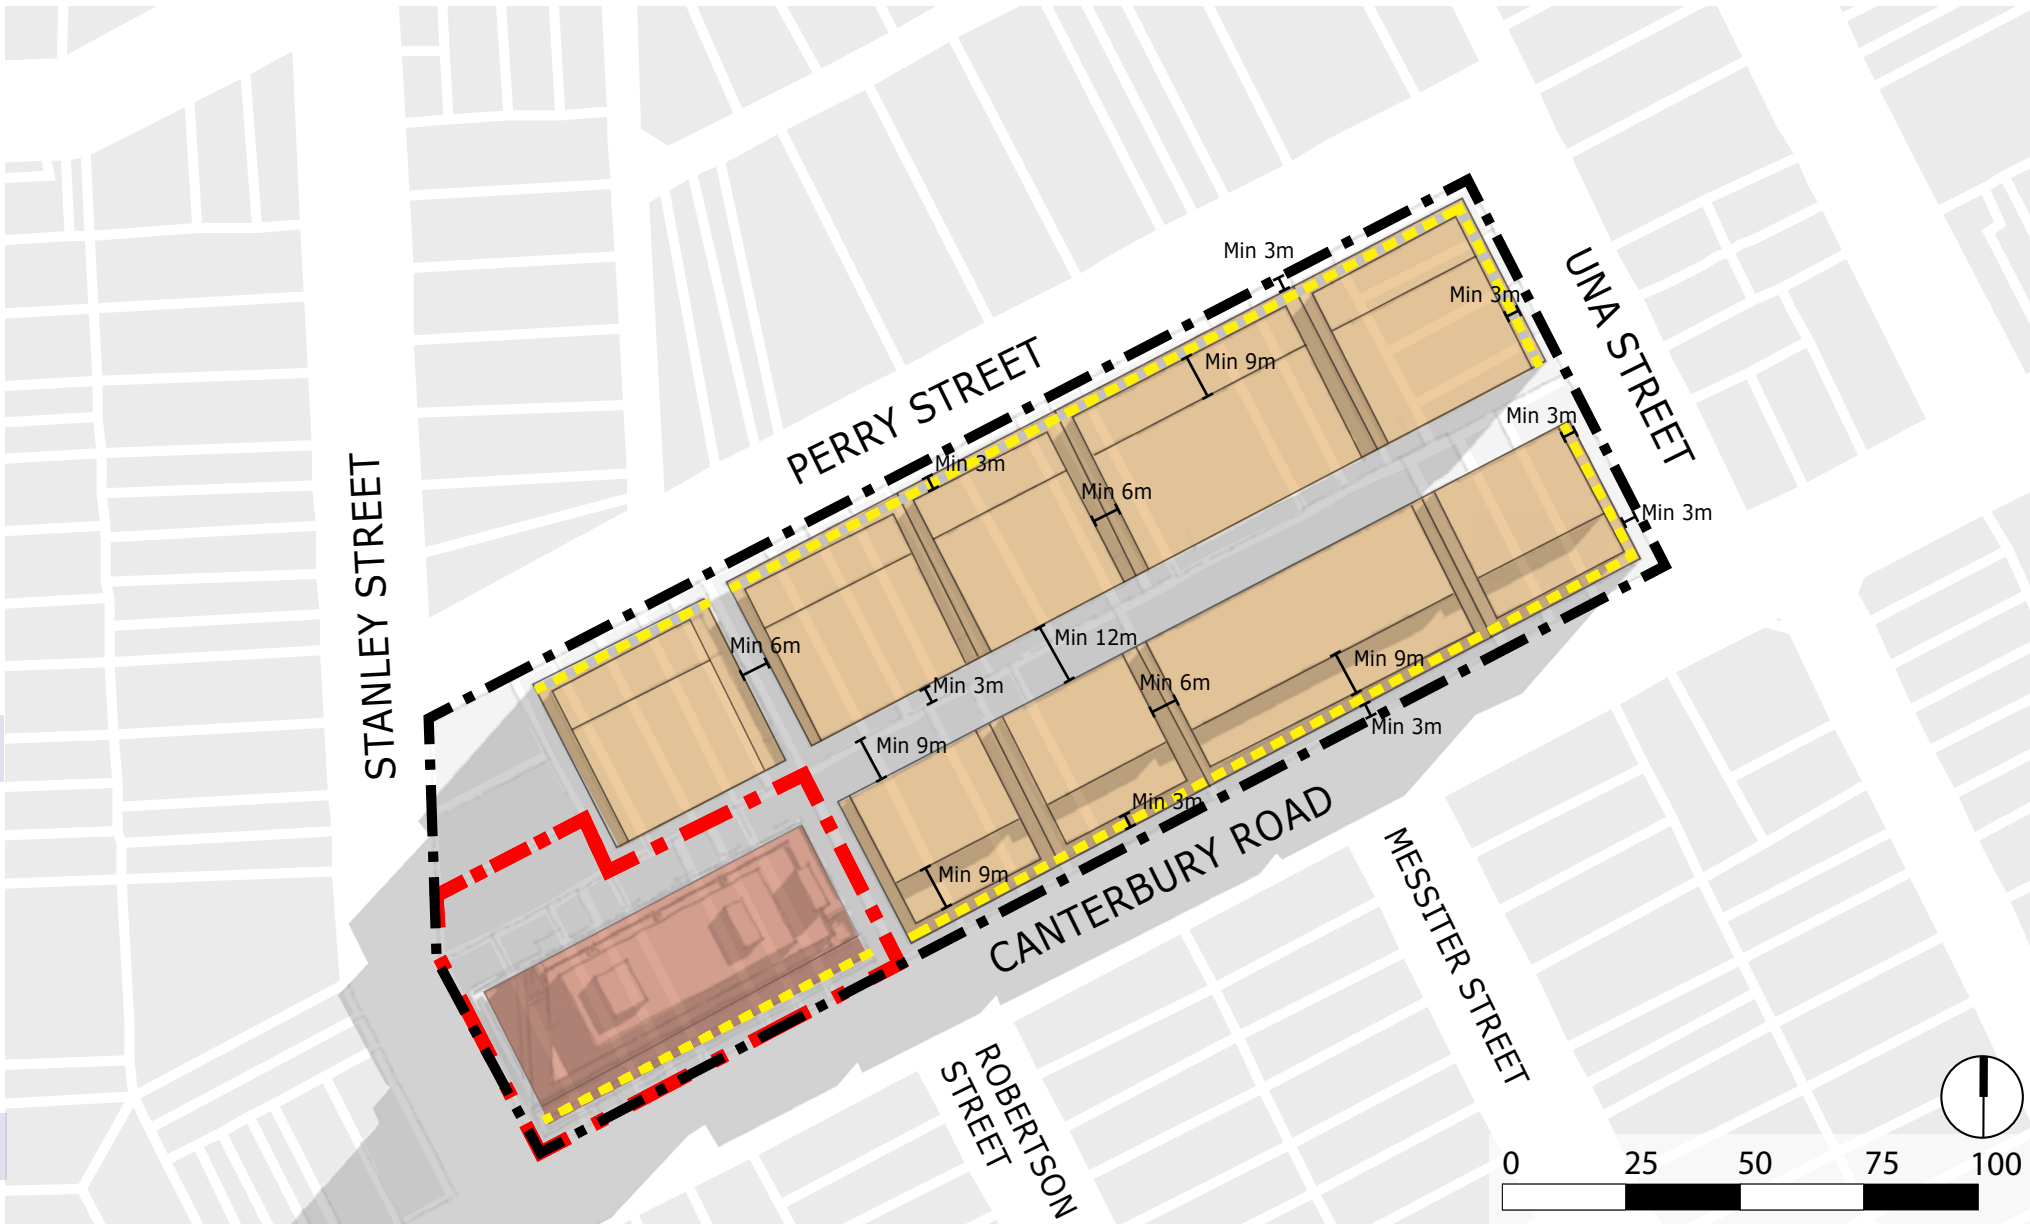 Min 3m
UNA STREET
Min 3m
PERRY STREET
Min 9m
Min 3m
STANLEY STREET
Min 3m
Min 6m
Min 3m
Min 6m
Min 12m
Min 9m
Min 3m
Min 6m
Min 3m
Min 9m
Min 3m
CANTERBURY ROAD
MESSITER STREET
Min 9m
ROBERTSON
STREET
0 25 50 75 100